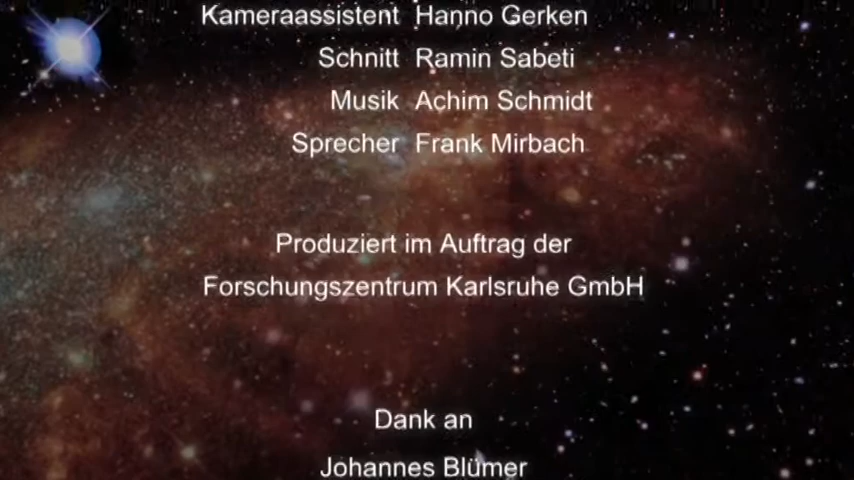 Kameraassistent Hanno Gerken
Schnitt Ramin Sabeti
Musik Achim Schmidt
Sprecher Frank Mirbach
Produziert im Auftrag der
Forschungszentrum Karlsruhe GmbH
Dank an
Johannes Blümer